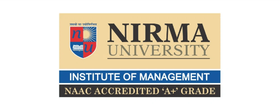 NIRMA
UNIVERSITY
INSTITUTE OF MANAGEMENT
NAAC ACCREDITED 'A+' GRADE